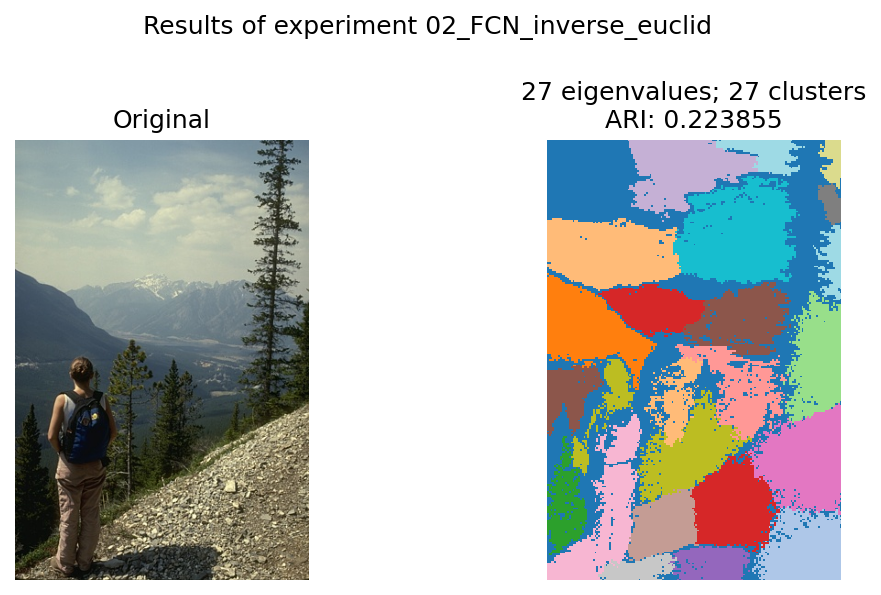 Results of experiment 02_FCN_inverse_euclid
Original
27 eigenvalues; 27 clusters
ARI: 0.223855